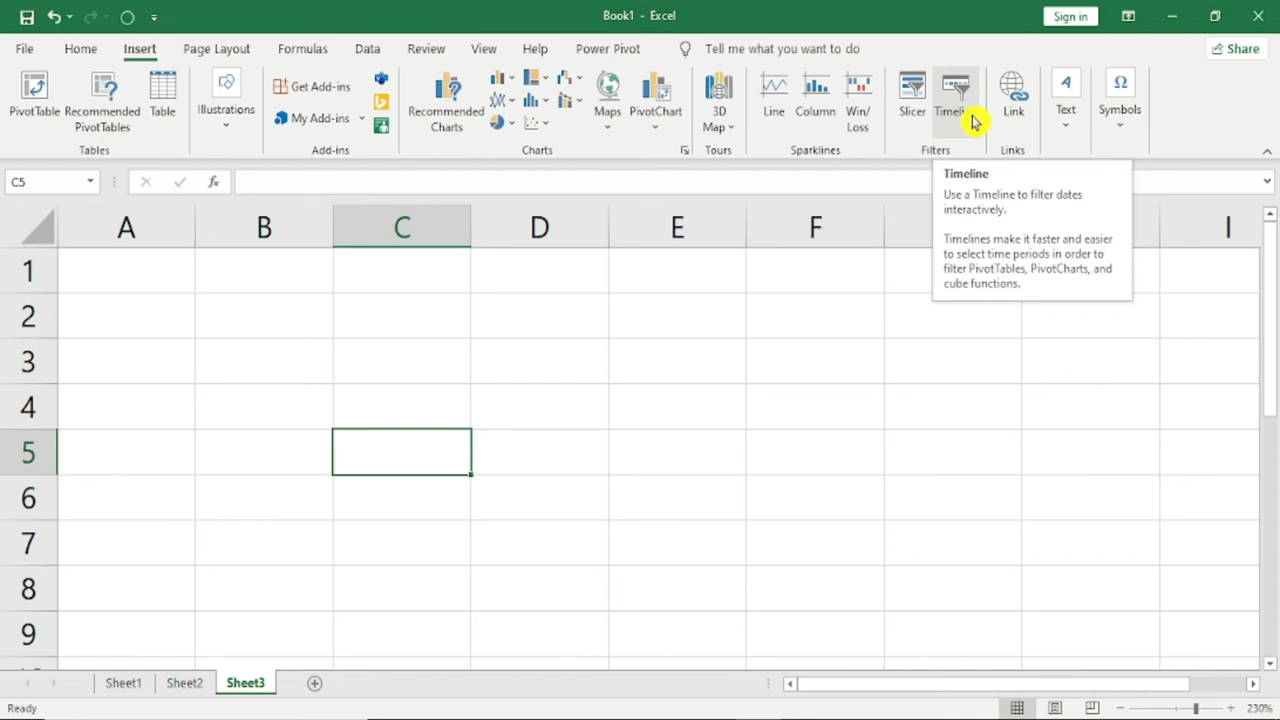 Book1 - Excel
Sign in
File Home Insert Page Layout Formulas Data Review View Help Power Pivot Tell me what you want to do Share
PivotTable
Recommended
PivotTables
Table
Tables
Illustrations
Get Add-ins
My Add-ins
Add-ins
Recommended
Charts
Maps
PivotChart
Charts
3D
Map
Tours
Line
Column
Win/
Loss
Sparklines
Slicer
Filters
Link
Links
A
Text
Ω
Symbols
C5
fx
Timeline
Use a Timeline to filter dates
interactively.
Timelines make it faster and easier
to select time periods in order to
filter PivotTables, PivotCharts, and
cube functions.
A B C D E F I
1
2
3
4
5
6
7
8
9
Sheet1 Sheet2 Sheet3
Ready
230%